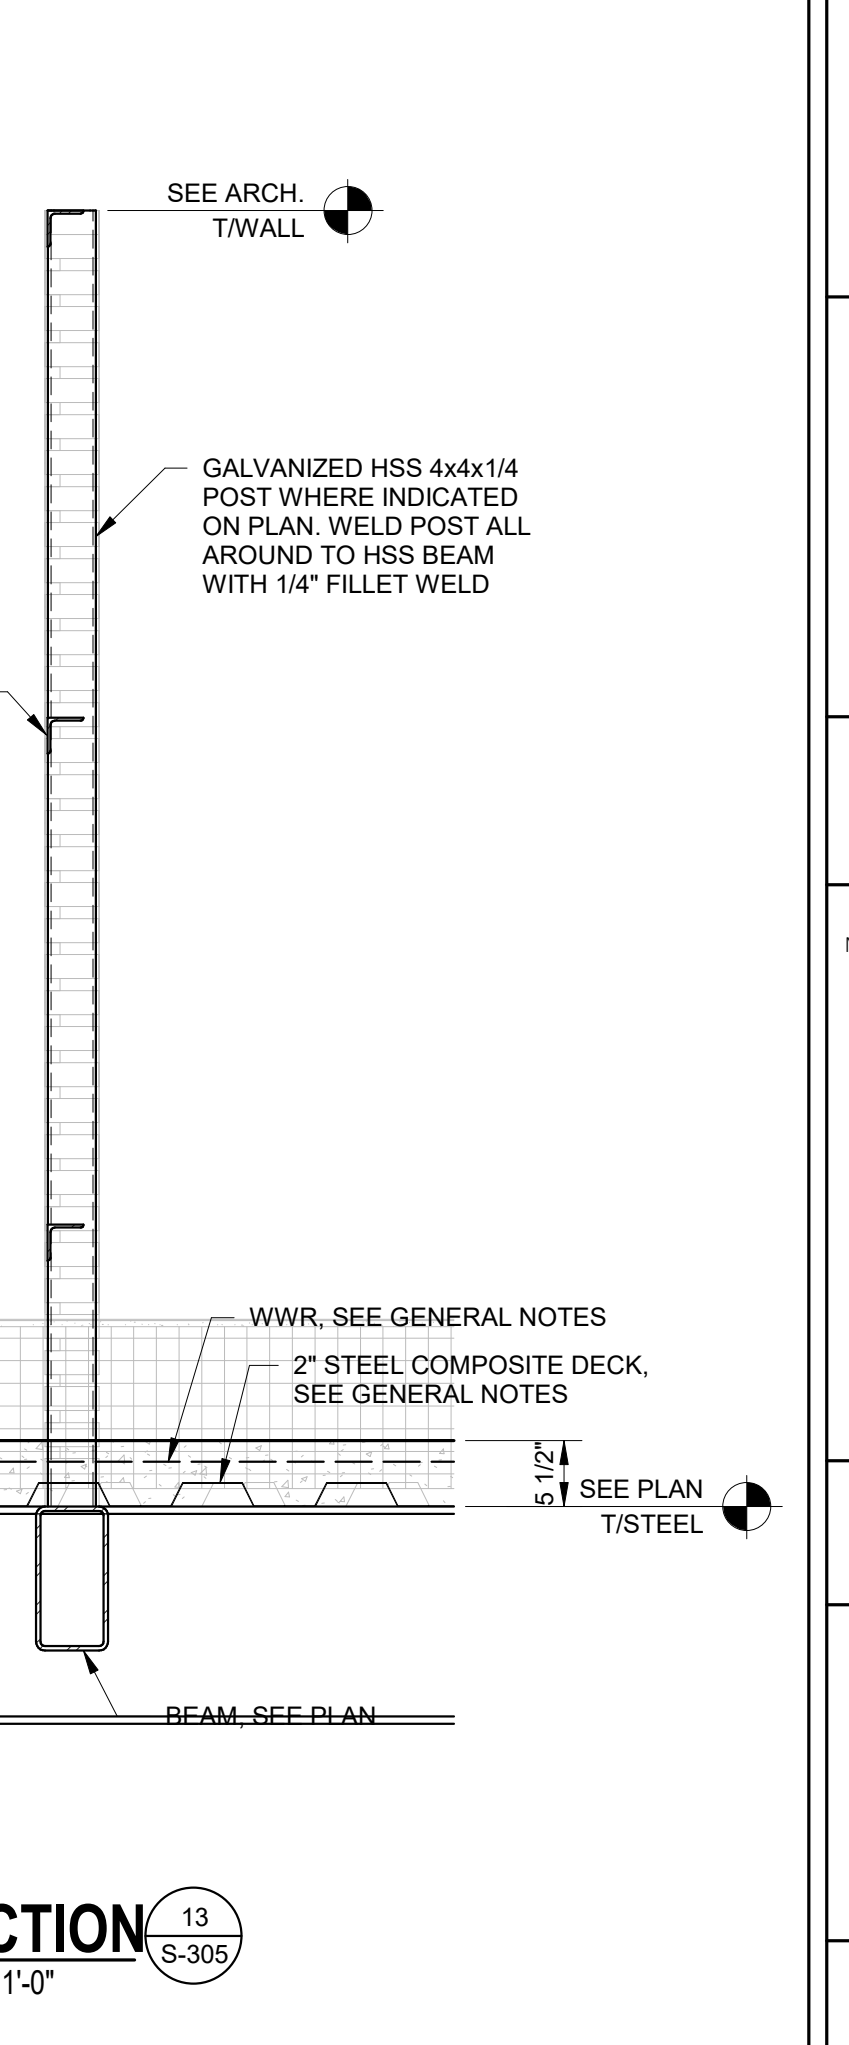 SEE ARCH.
T/WALL
GALVANIZED HSS 4x4x1/4
POST WHERE INDICATED
ON PLAN. WELD POST ALL
AROUND TO HSS BEAM
WITH 1/4" FILLET WELD
WWR, SEE GENERAL NOTES
2" STEEL COMPOSITE DECK,
SEE GENERAL NOTES
5 1/2"
SEE PLAN
T/STEEL
BEAM, SEE PLAN
CTION
13
S-305
1'-0"